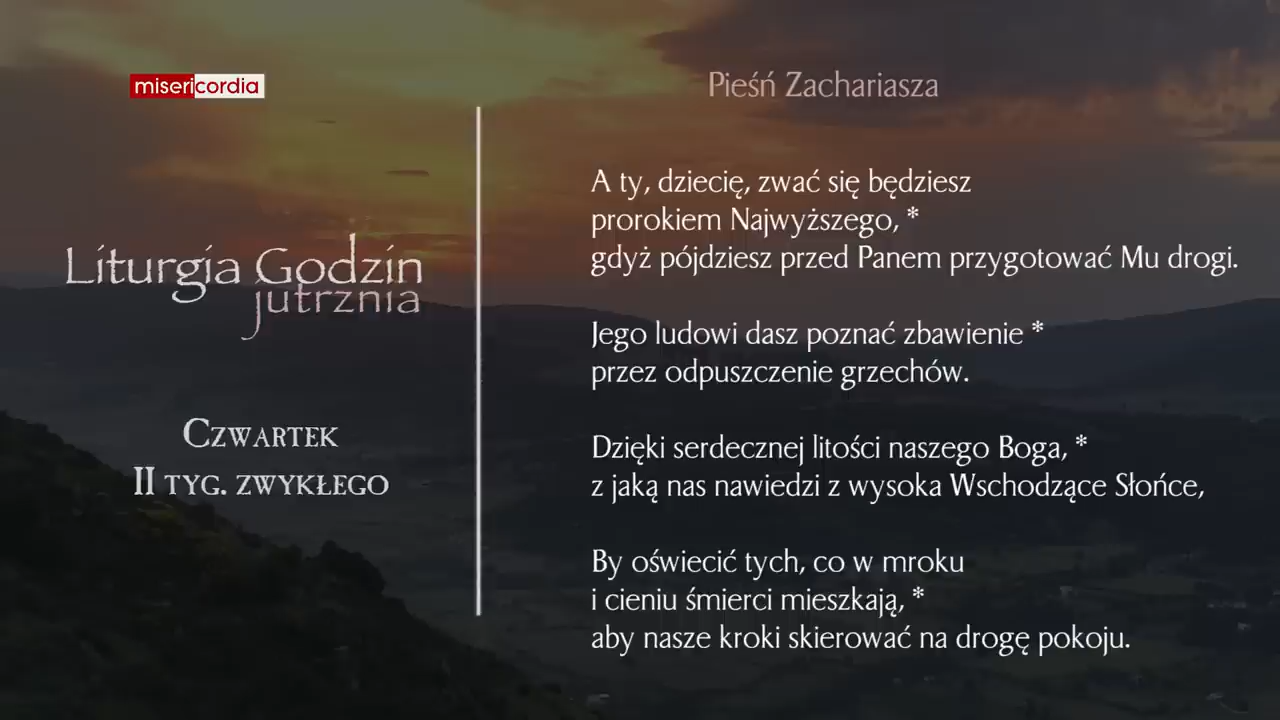 misericordia
Liturgia Godzin
jutrznia
Czwartek
II tyg. zwykłego
Pieśń Zachariasza
A ty, dziecię, zwać się będziesz
prorokiem Najwyższego, *
gdyż pójdziesz przed Panem przygotować Mu drogi.
Jego ludowi dasz poznać zbawienie *
przez odpuszczenie grzechów.
Dzięki serdecznej litości naszego Boga, *
z jaką nas nawiedzi z wysoka Wschodzące Słońce,
By oświecić tych, co w mroku
i cieniu śmierci mieszkają, *
aby nasze kroki skierować na drogę pokoju.